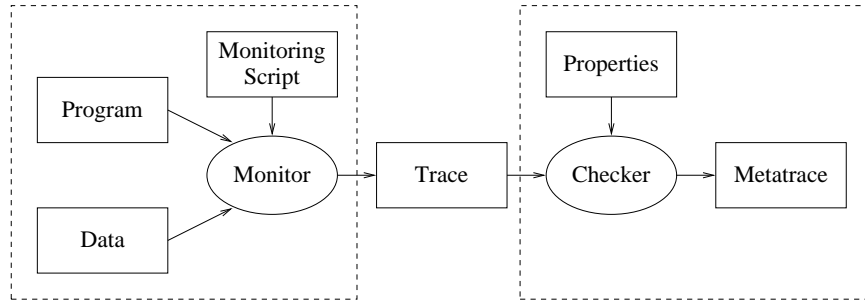 Monitoring
Script
Properties
Program
Monitor
Trace
Checker
Metatrace
Data